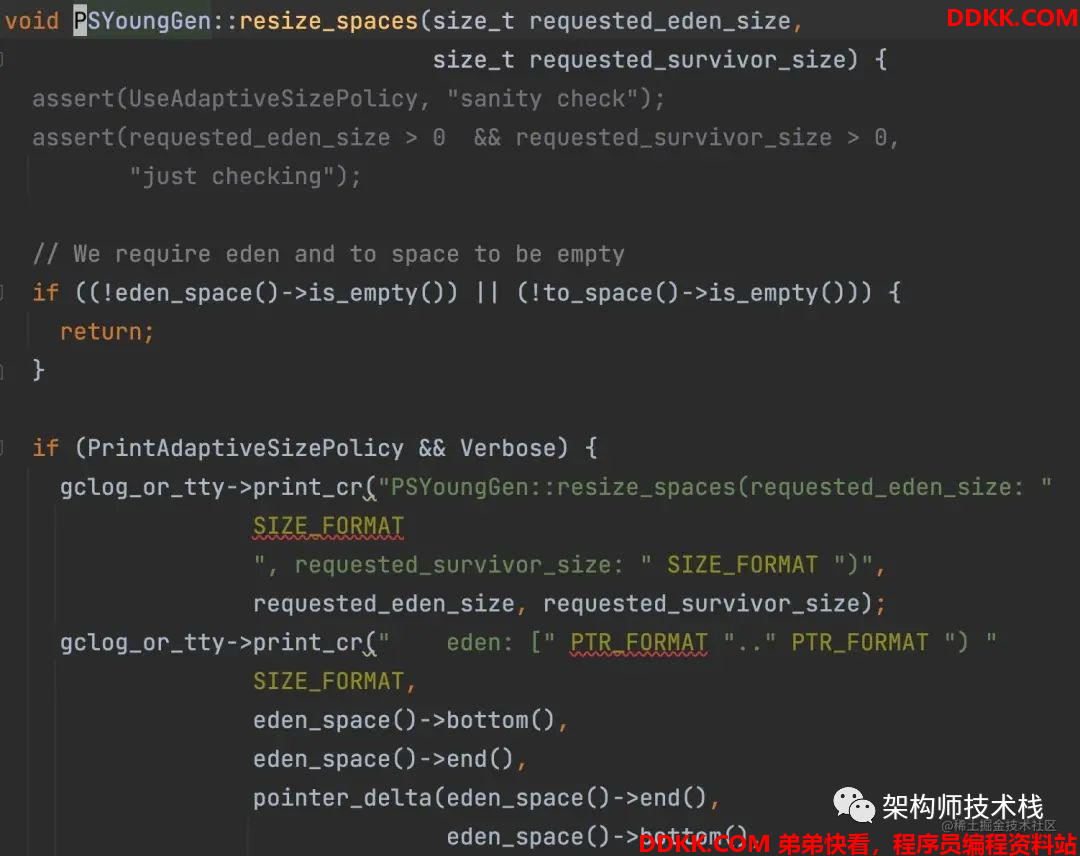 void PSYoungGen::resize_spaces(size_t requested_eden_size,
DDKK.COM
                               size_t requested_survivor_size) {
  assert(UseAdaptiveSizePolicy, "sanity check");
  assert(requested_eden_size > 0  && requested_survivor_size > 0,
         "just checking");

  // We require eden and to space to be empty
  if ((!eden_space()->is_empty()) || (!to_space()->is_empty())) {
    return;
  }

  if (PrintAdaptiveSizePolicy && Verbose) {
    gclog_or_tty->print_cr("PSYoungGen::resize_spaces(requested_eden_size: "
                  SIZE_FORMAT
                  ", requested_survivor_size: " SIZE_FORMAT ")",
                  requested_eden_size, requested_survivor_size);
    gclog_or_tty->print_cr("    eden: [" PTR_FORMAT ".." PTR_FORMAT ") "
                  SIZE_FORMAT,
                  eden_space()->bottom(),
                  eden_space()->end(),
                  pointer_delta(eden_space()->end(),
架构师技术栈
@稀土掘金技术社区
                                eden_space()->bottom(),
DDKK.COM 弟弟快看，程序员编程资料站